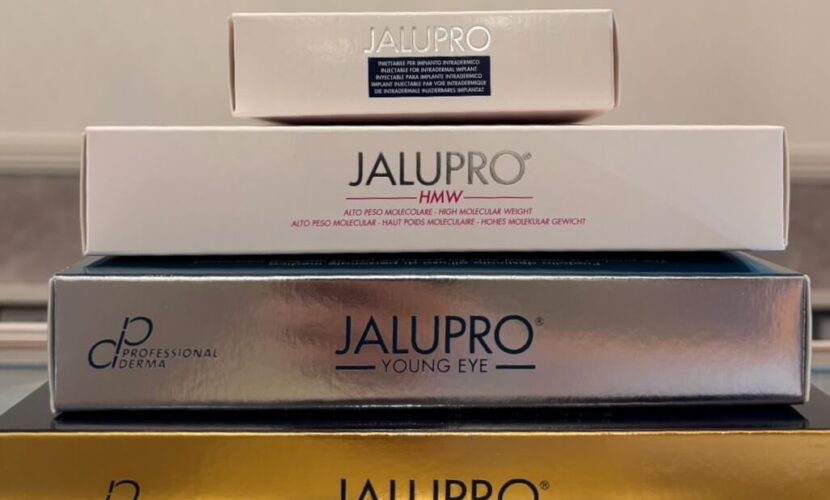 JALUPRO
INIETTABILE PER IMPIANTO INTRADERMICO
INJECTABLE FOR INTRADERMAL IMPLANT
INYECTABLE PARA IMPLANTE INTRADERMICO
IMPLANT INJECTABLE PAR VOIE INTRADERMIQUE
DIE INTRADERMALE INJIZIERBARES IMPLANTAT
JALUPRO®
HMW
ALTO PESO MOLECOLARE - HIGH MOLECULAR WEIGHT
ALTO PESO MOLECULAR - HAUT POIDS MOLECULAIRE - HOHES MOLEKULAR GEWICHT
dp PROFESSIONAL
DERMA
JALUPRO®
YOUNG EYE
JALUPRO®